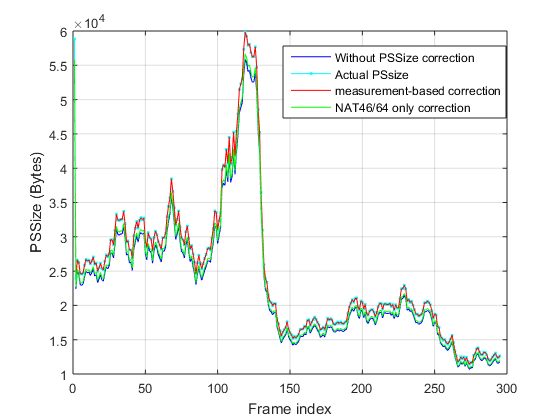 ×10⁴
6
5.5
5
4.5
4
3.5
3
2.5
2
1.5
1
0 50 100 150 200 250 300
PSSize (Bytes)
Frame index
Without PSSize correction
Actual PSsize
measurement-based correction
NAT46/64 only correction